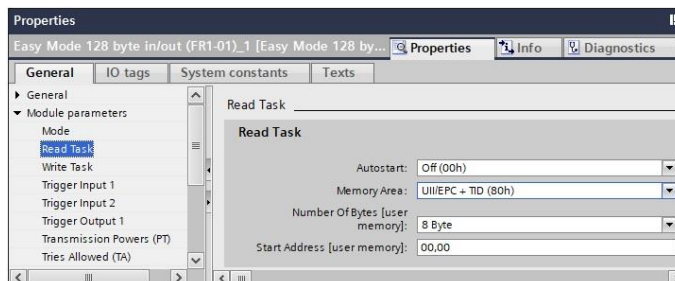 Properties
Easy Mode 128 byte in/out (FR1-01)_1 [Easy Mode 128 by... Properties Info Diagnostics
General IO tags System constants Texts
General
Module parameters
Mode
Read Task
Write Task
Trigger Input 1
Trigger Input 2
Trigger Output 1
Transmission Powers (PT)
Tries Allowed (TA)
Read Task
Read Task
Autostart: Off (00h)
Memory Area: UII/EPC + TID (80h)
Number Of Bytes [user
memory]: 8 Byte
Start Address [user memory]: 00,00